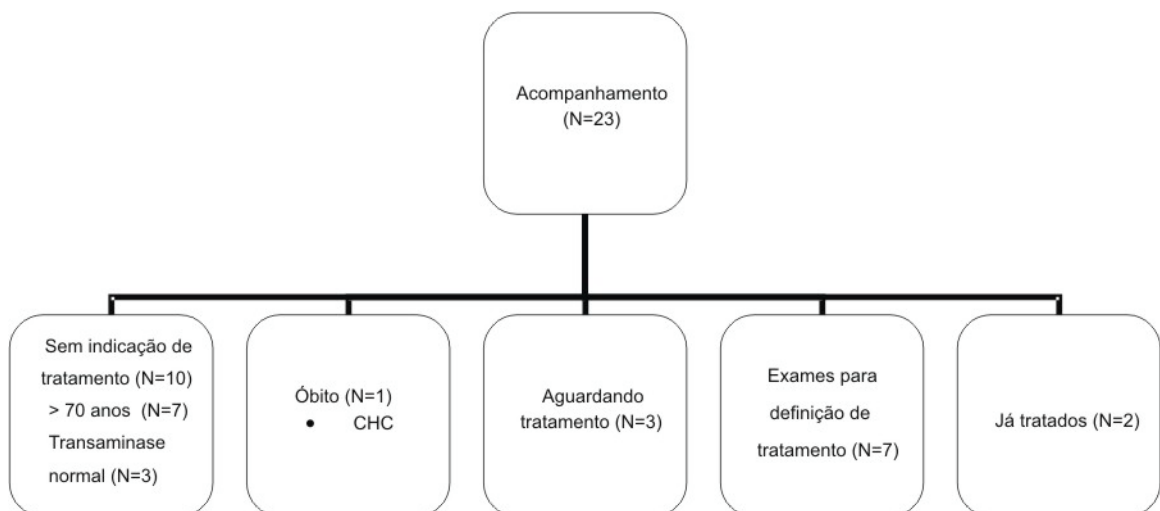 Acompanhamento
(N=23)
Sem indicação de
tratamento (N=10)
> 70 anos (N=7)
Transaminase
normal (N=3)
Óbito (N=1)
• CHC
Aguardando
tratamento (N=3)
Exames para
definição de
tratamento (N=7)
Já tratados (N=2)